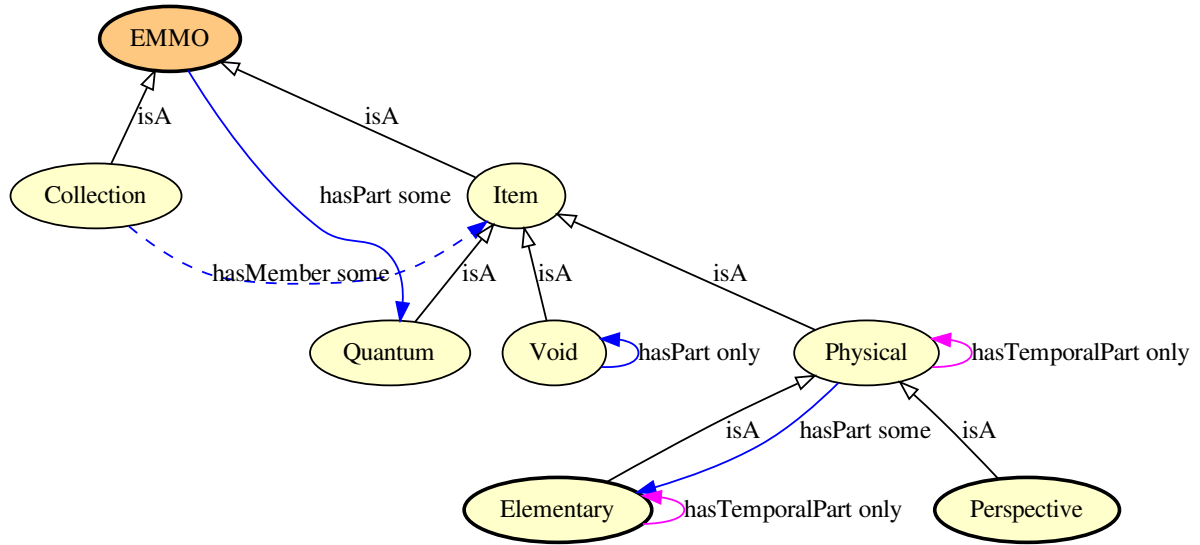 EMMO
isA
isA
Collection
hasPart some
Item
hasMember some
isA
isA
isA
Quantum
Void
hasPart only
Physical
hasTemporalPart only
isA
hasPart some
isA
Elementary
hasTemporalPart only
Perspective